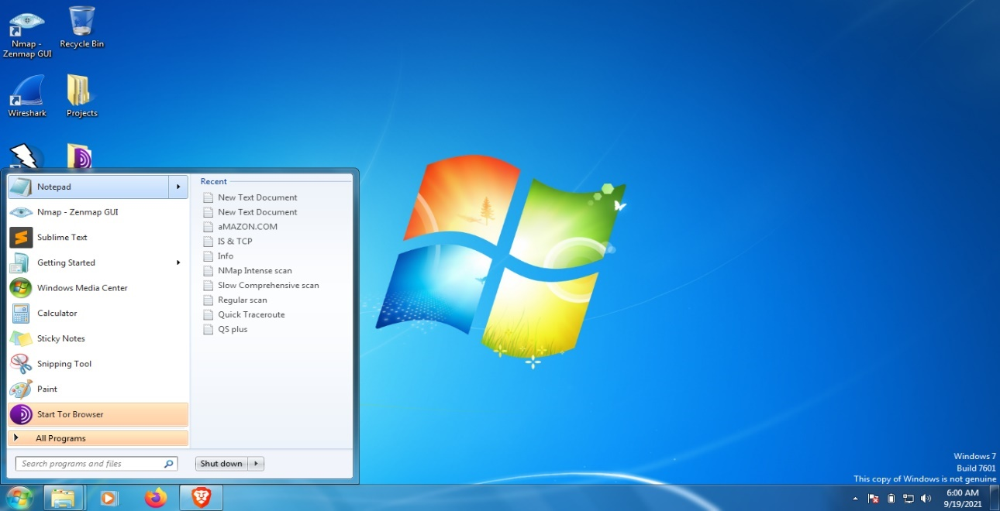 Nmap -
Zenmap GUI
Recycle Bin
Wireshark
Projects
Notepad
Nmap - Zenmap GUI
Sublime Text
Getting Started
Windows Media Center
Calculator
Sticky Notes
Snipping Tool
Paint
Start Tor Browser
All Programs
Search programs and files
Recent
New Text Document
New Text Document
aMAZON.COM
IS & TCP
Info
NMap Intense scan
Slow Comprehensive scan
Regular scan
Quick Traceroute
QS plus
Shut down
Windows 7
Build 7601
This copy of Windows is not genuine
6:00 AM
9/19/2021